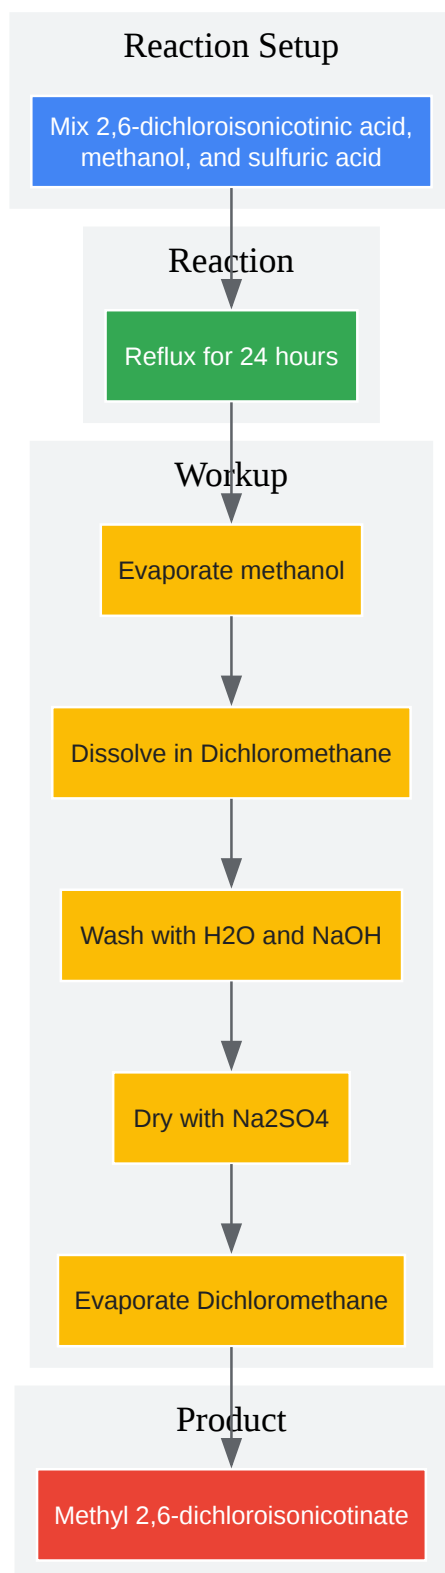 Reaction Setup
Mix 2,6-dichloroisonicotinic acid,
methanol, and sulfuric acid
Reaction
Reflux for 24 hours
Workup
Evaporate methanol
Dissolve in Dichloromethane
Wash with H2O and NaOH
Dry with Na2SO4
Evaporate Dichloromethane
Product
Methyl 2,6-dichloroisonicotinate